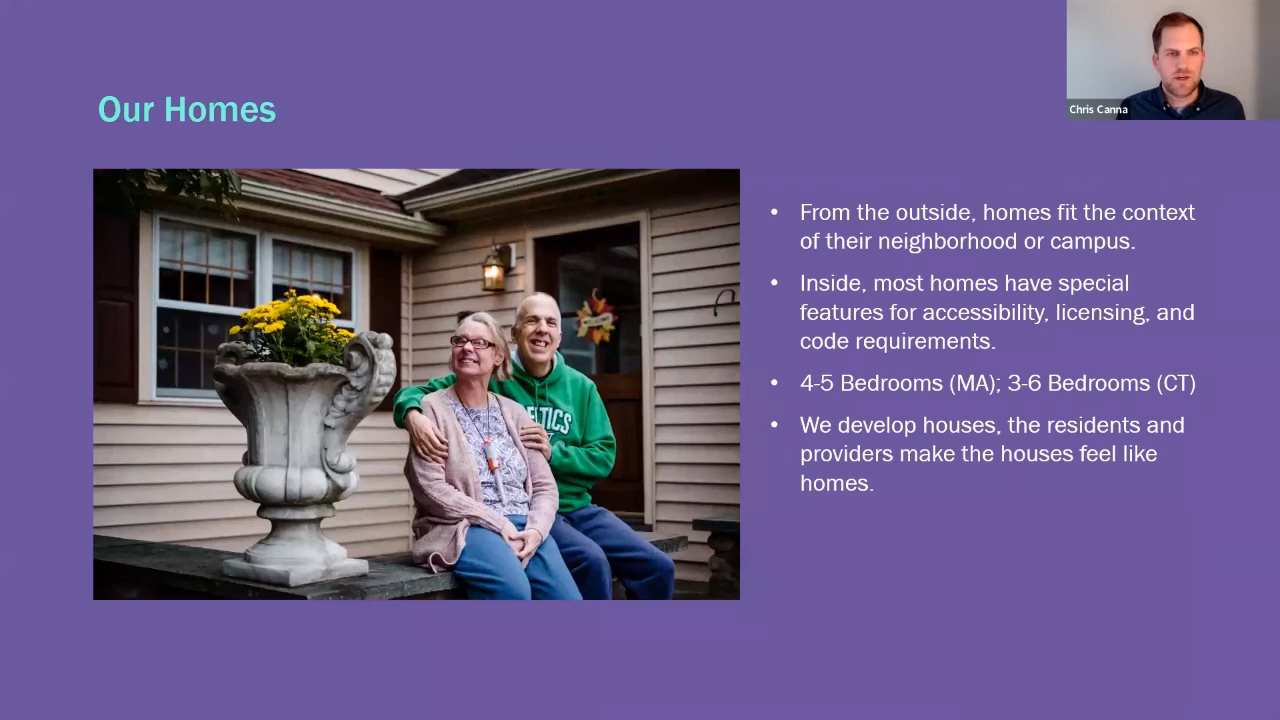 Chris Canna
Our Homes
• From the outside, homes fit the context
of their neighborhood or campus.
• Inside, most homes have special
features for accessibility, licensing, and
code requirements.
• 4-5 Bedrooms (MA); 3-6 Bedrooms (CT)
• We develop houses, the residents and
providers make the houses feel like
homes.